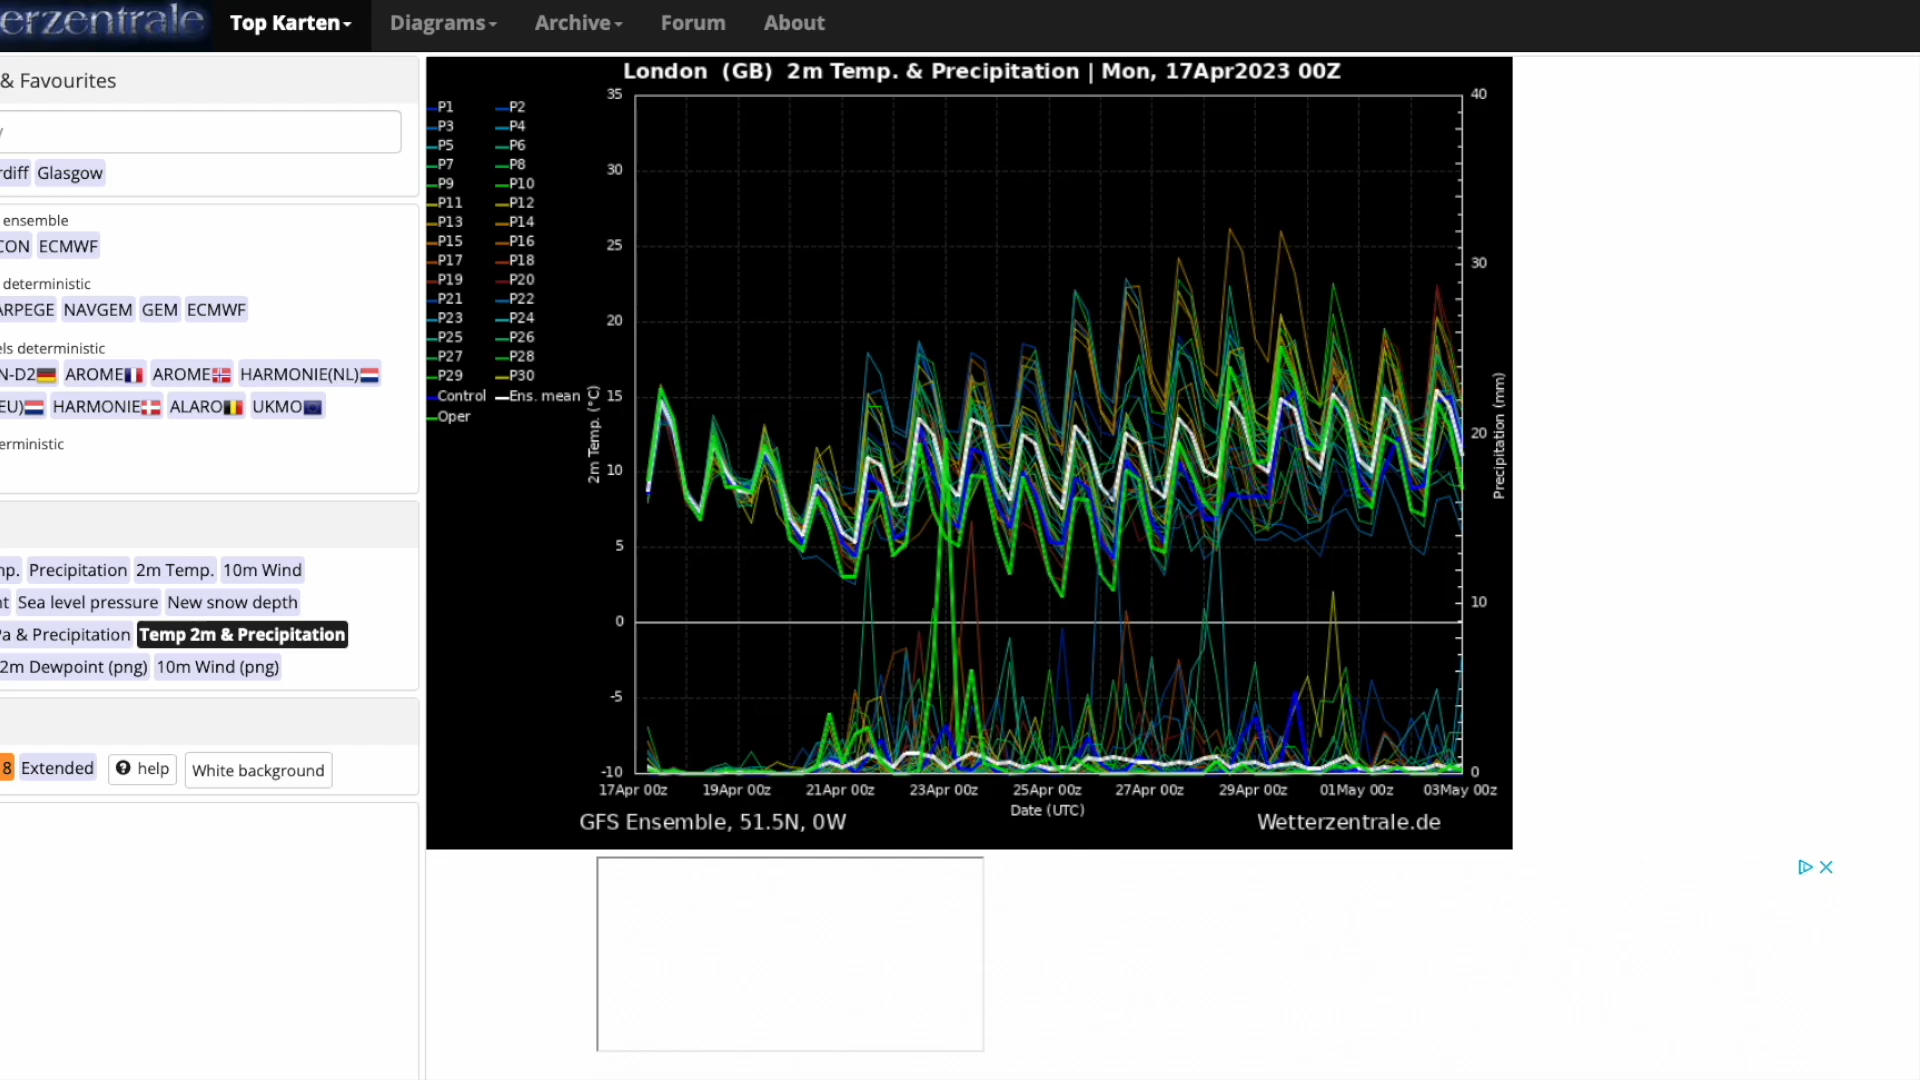 erzentrale Top Karten Diagrams Archive Forum About
& Favourites
rdiff Glasgow
ensemble
CON ECMWF
deterministic
ARPEGE NAVGEM GEM ECMWF
els deterministic
N-D2 AROME AROME HARMONIE(NL)
EU) HARMONIE ALARO UKMO
erministic
mp. Precipitation 2m Temp. 10m Wind
nt Sea level pressure New snow depth
Pa & Precipitation Temp 2m & Precipitation
2m Dewpoint (png) 10m Wind (png)
8 Extended help White background
London (GB) 2m Temp. & Precipitation | Mon, 17Apr2023 00Z
P1 P2
P3 P4
P5 P6
P7 P8
P9 P10
P11 P12
P13 P14
P15 P16
P17 P18
P19 P20
P21 P22
P23 P24
P25 P26
P27 P28
P29 P30
Control Ens. mean
Oper
2m Temp. (°C)
35
30
25
20
15
10
5
0
-5
-10
40
30
20
10
0
Precipitation (mm)
17Apr 00z 19Apr 00z 21Apr 00z 23Apr 00z 25Apr 00z 27Apr 00z 29Apr 00z 01May 00z 03May 00z
Date (UTC)
GFS Ensemble, 51.5N, 0W Wetterzentrale.de